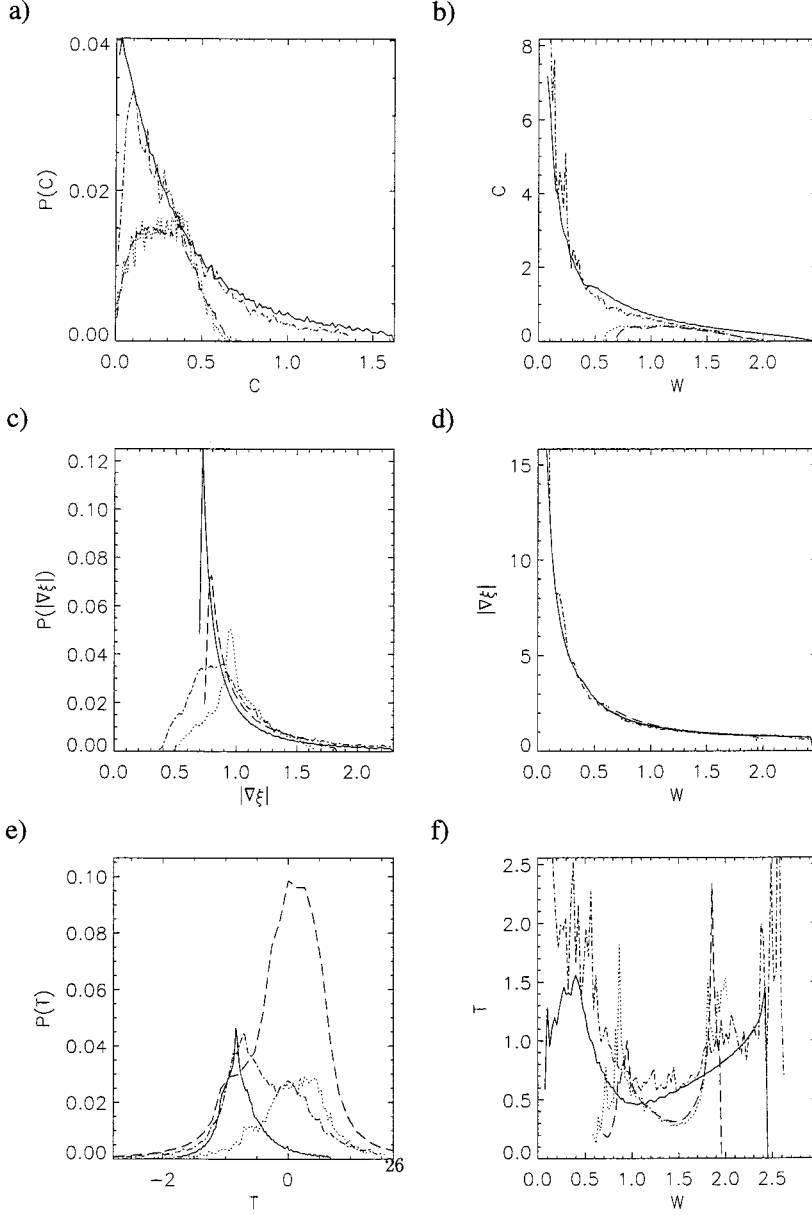 a)
0.04
0.02
0.00
P(C)
0.0 0.5 1.0 1.5
C
b)
8
6
4
2
0
C
0.0 0.5 1.0 1.5 2.0
W
c)
0.12
0.10
0.08
0.06
0.04
0.02
0.00
P(|∇ξ|)
0.0 0.5 1.0 1.5 2.0
|∇ξ|
d)
15
10
5
0
|∇ξ|
0.0 0.5 1.0 1.5 2.0
W
e)
0.10
0.08
0.06
0.04
0.02
0.00
P(T)
−2 0 26
T
f)
2.5
2.0
1.5
1.0
0.5
0.0
T
0.0 0.5 1.0 1.5 2.0 2.5
W